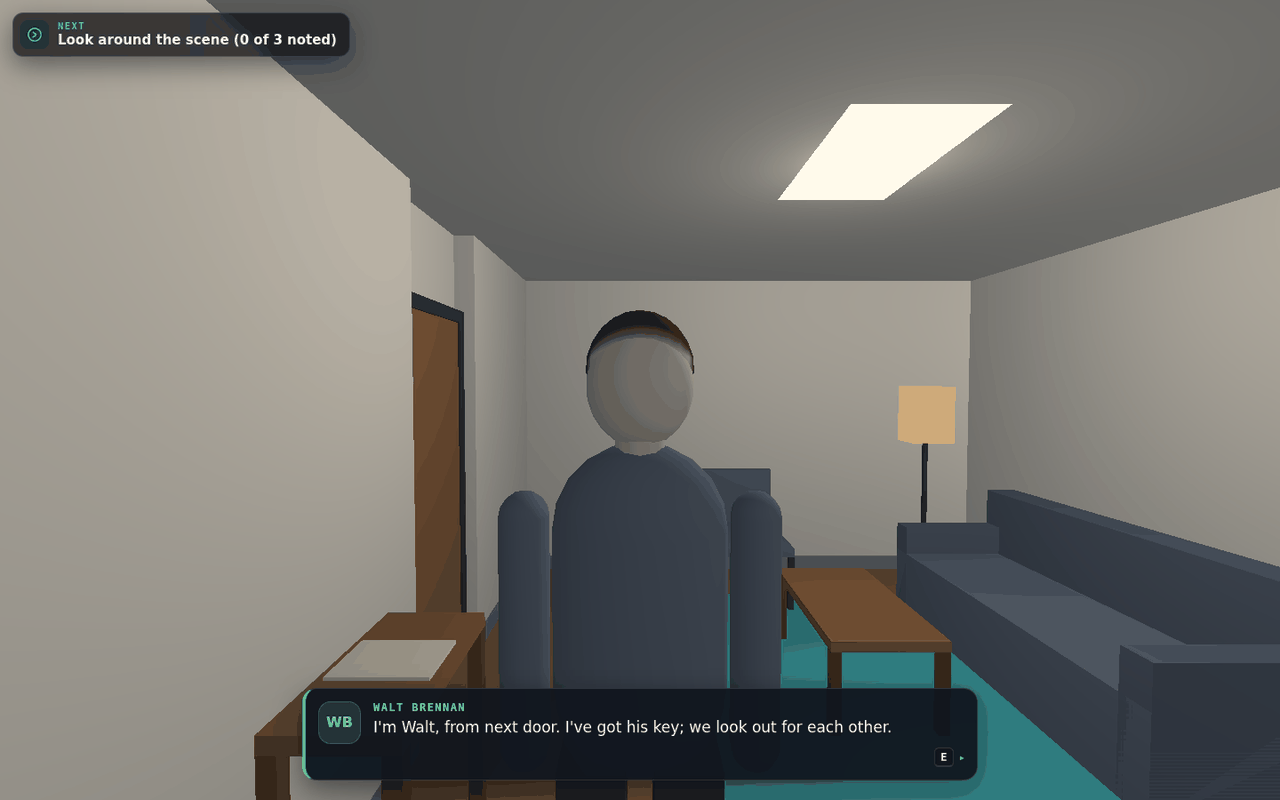 NEXT
Look around the scene (0 of 3 noted)
WB
WALT BRENNAN
I'm Walt, from next door. I've got his key; we look out for each other.
E